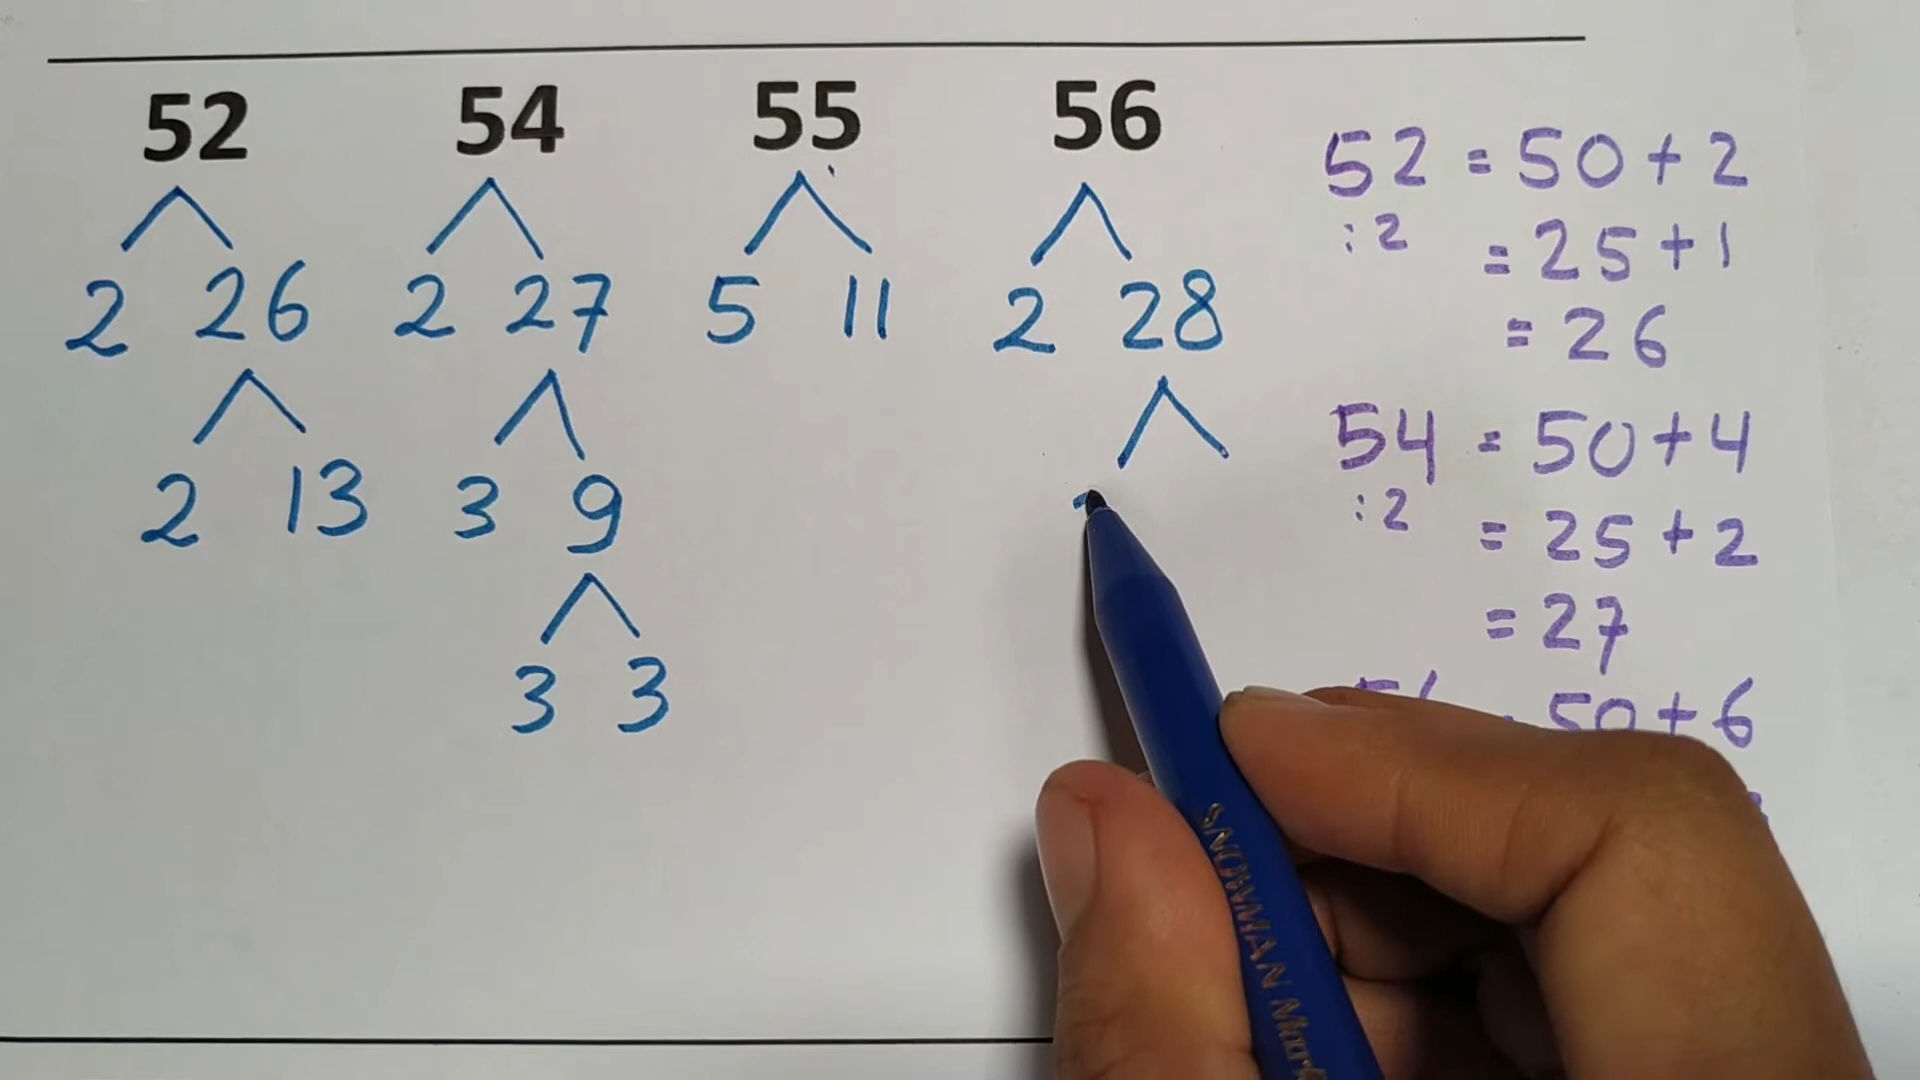 52 54 55 56
2 26 2 27 5 11 2 28
2 13 3 9
3 3
52 = 50 + 2
:2 = 25 + 1
= 26
54 = 50 + 4
:2 = 25 + 2
= 27
= 50 + 6
SNOWMAN